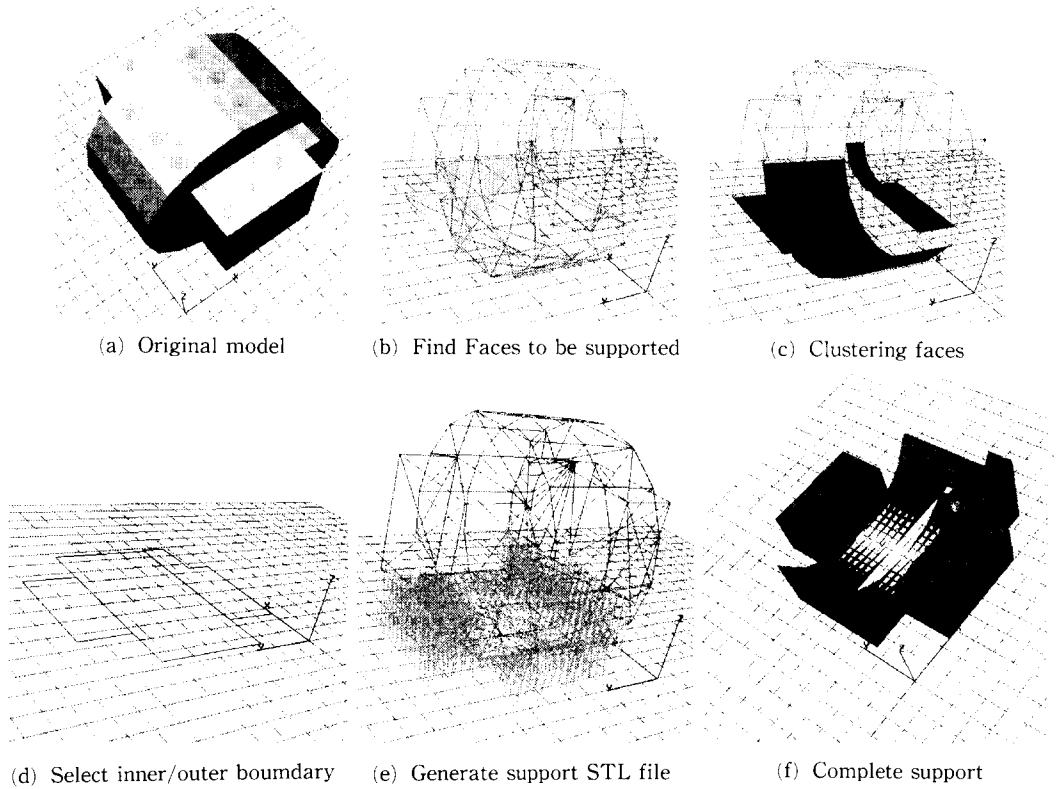 (a) Original model
(b) Find Faces to be supported
(c) Clustering faces
(d) Select inner/outer boumdary
(e) Generate support STL file
(f) Complete support